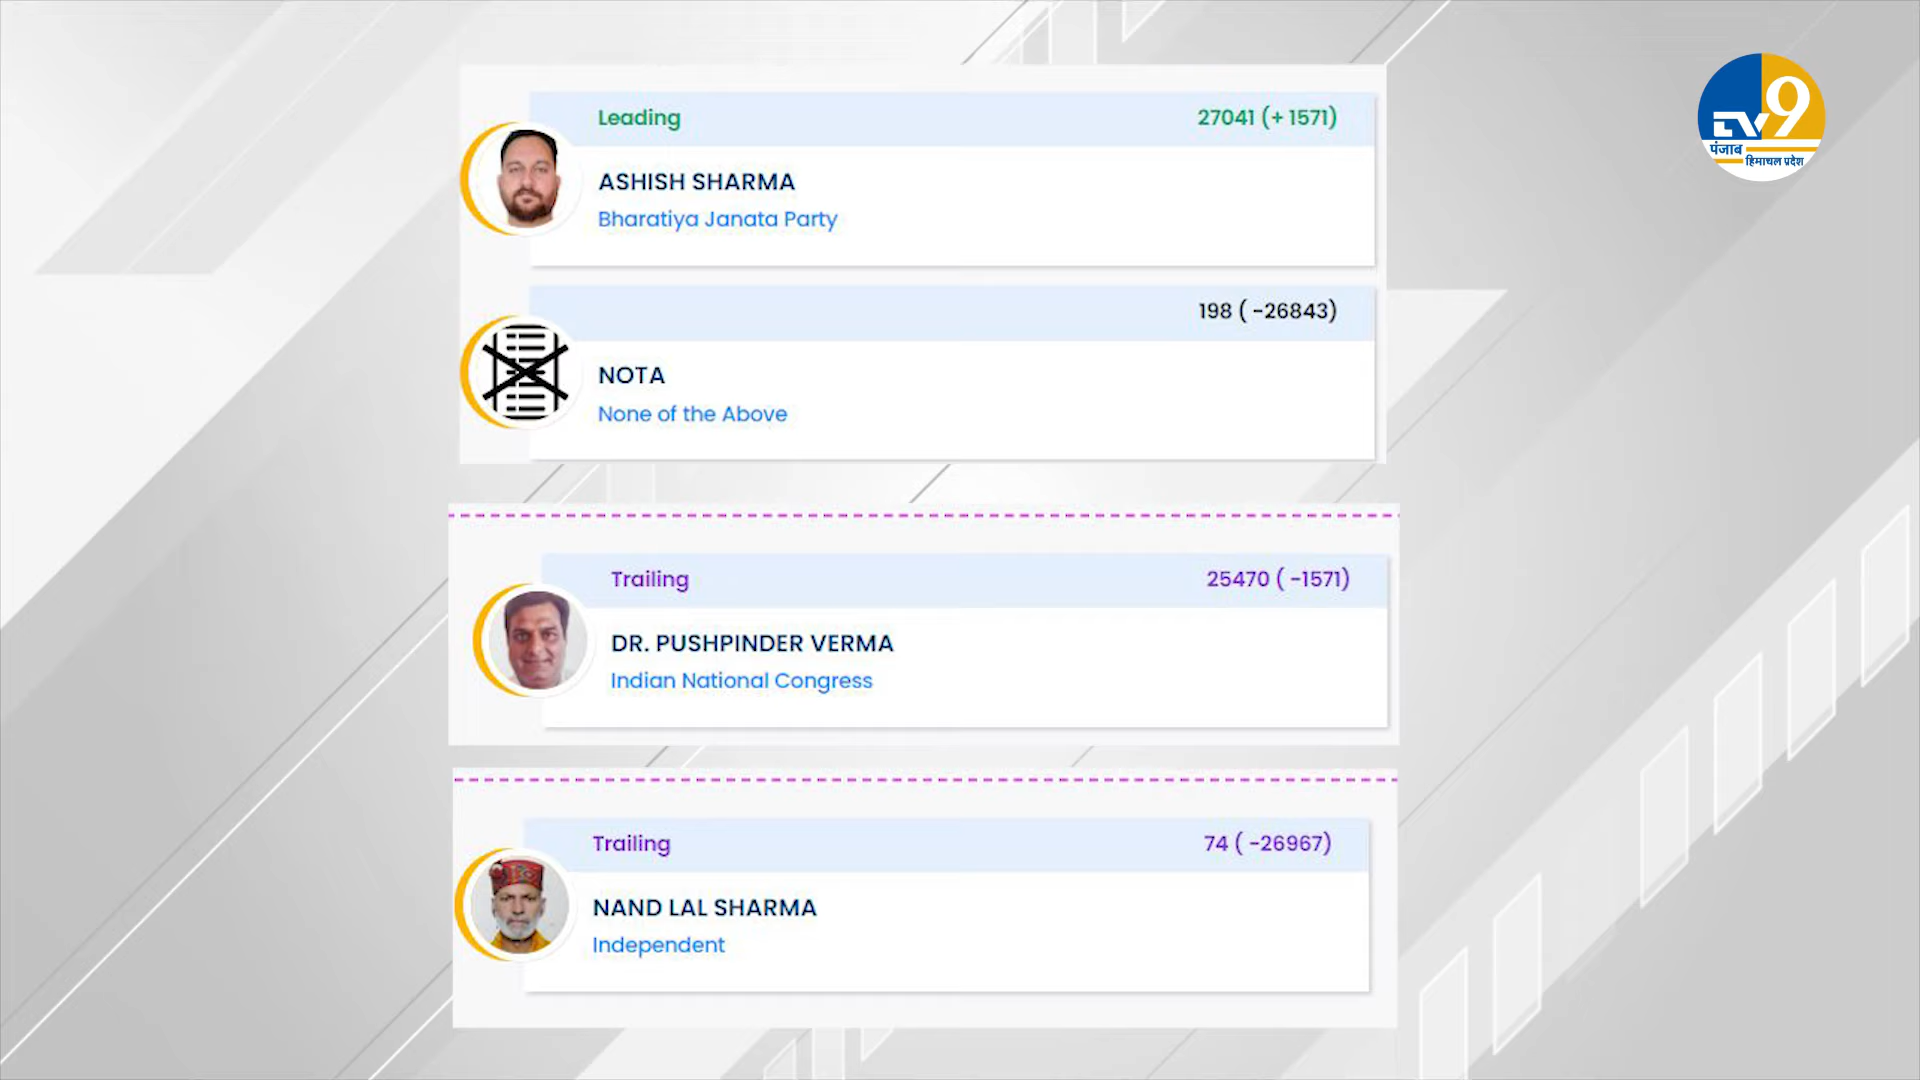 Leading 27041 (+ 1571)
ASHISH SHARMA
Bharatiya Janata Party
198 ( -26843)
NOTA
None of the Above
Trailing 25470 ( -1571)
DR. PUSHPINDER VERMA
Indian National Congress
Trailing 74 ( -26967)
NAND LAL SHARMA
Independent
TV9
पंजाब
हिमाचल प्रदेश